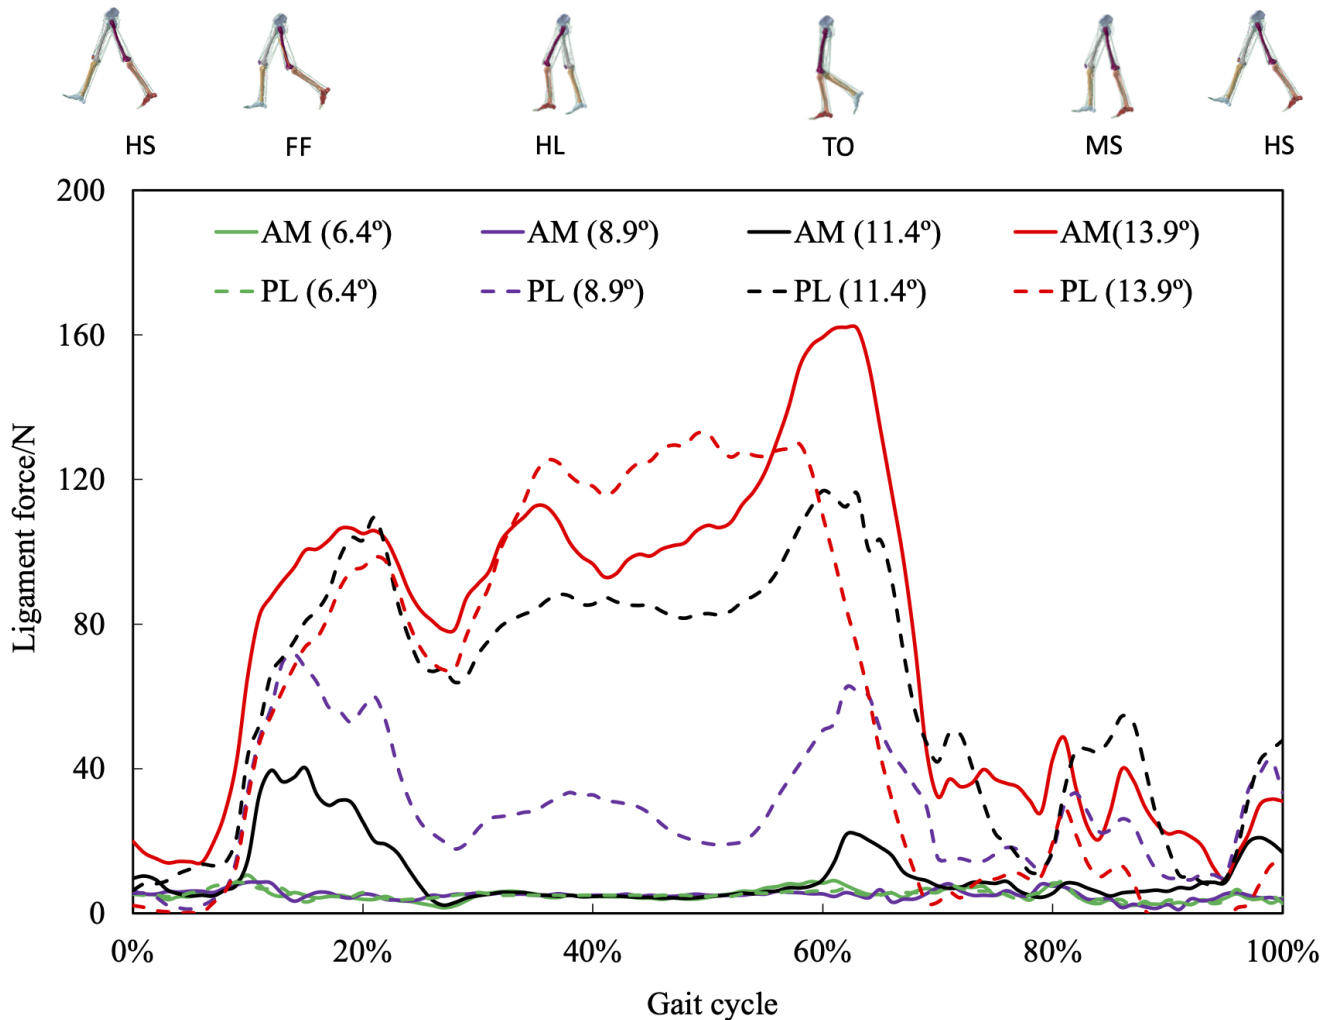 HS FF HL TO MS HS
200
AM (6.4º) AM (8.9º) AM (11.4º) AM(13.9º)
PL (6.4º) PL (8.9º) PL (11.4º) PL (13.9º)
160
120
80
40
0
Ligament force/N
0% 20% 40% 60% 80% 100%
Gait cycle